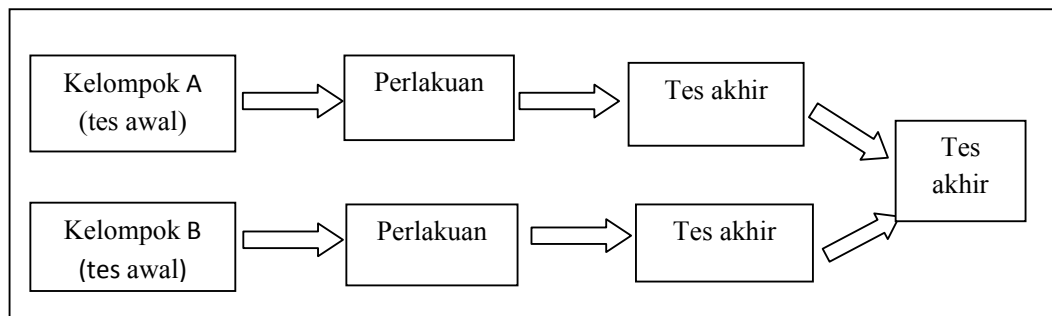 Kelompok A
(tes awal)
Perlakuan
Tes akhir
Tes
akhir
Kelompok B
(tes awal)
Perlakuan
Tes akhir